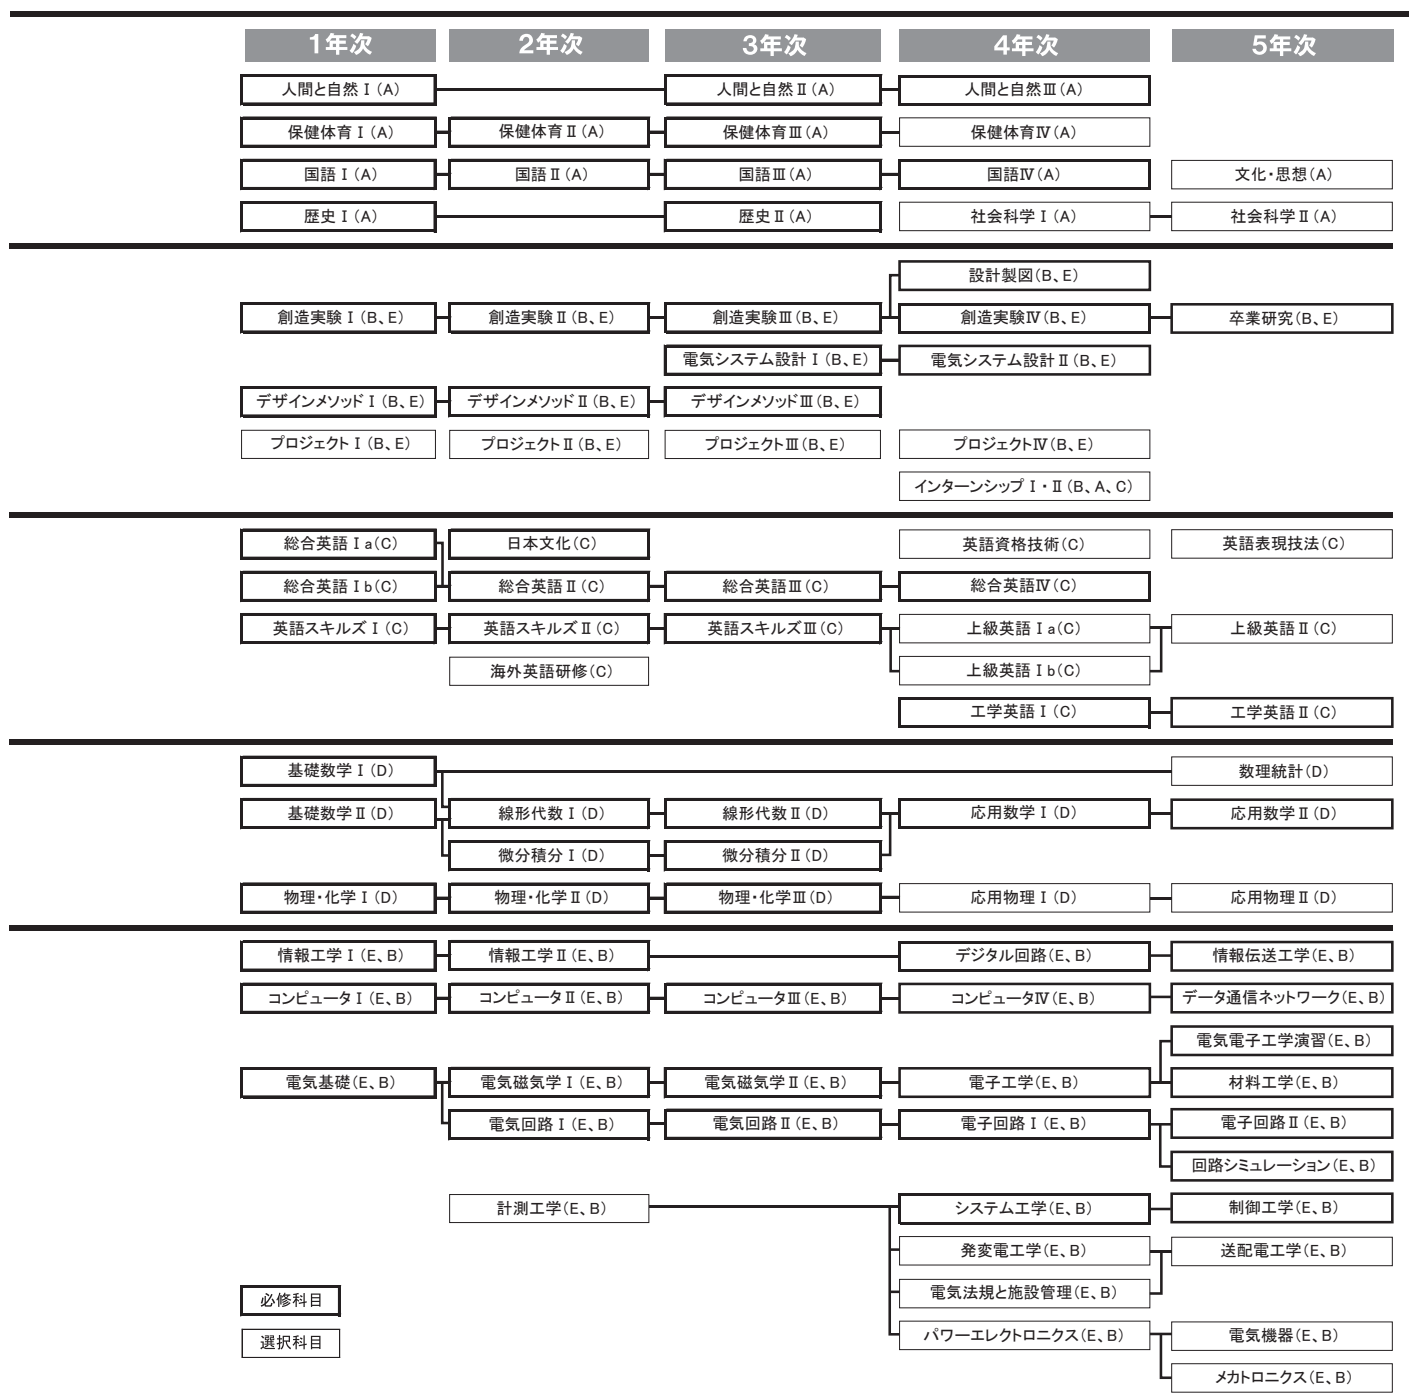 1年次 2年次 3年次 4年次 5年次
人間と自然Ⅰ(A) 人間と自然Ⅱ(A) 人間と自然Ⅲ(A)
保健体育Ⅰ(A) 保健体育Ⅱ(A) 保健体育Ⅲ(A) 保健体育Ⅳ(A)
国語Ⅰ(A) 国語Ⅱ(A) 国語Ⅲ(A) 国語Ⅳ(A) 文化・思想(A)
歴史Ⅰ(A) 歴史Ⅱ(A) 社会科学Ⅰ(A) 社会科学Ⅱ(A)
設計製図(B、E)
創造実験Ⅰ(B、E) 創造実験Ⅱ(B、E) 創造実験Ⅲ(B、E) 創造実験Ⅳ(B、E) 卒業研究(B、E)
電気システム設計Ⅰ(B、E) 電気システム設計Ⅱ(B、E)
デザインメソッドⅠ(B、E) デザインメソッドⅡ(B、E) デザインメソッドⅢ(B、E)
プロジェクトⅠ(B、E) プロジェクトⅡ(B、E) プロジェクトⅢ(B、E) プロジェクトⅣ(B、E)
インターンシップⅠ・Ⅱ(B、A、C)
総合英語Ⅰa(C) 日本文化(C) 英語資格技術(C) 英語表現技法(C)
総合英語Ⅰb(C) 総合英語Ⅱ(C) 総合英語Ⅲ(C) 総合英語Ⅳ(C)
英語スキルズⅠ(C) 英語スキルズⅡ(C) 英語スキルズⅢ(C) 上級英語Ⅰa(C) 上級英語Ⅱ(C)
海外英語研修(C) 上級英語Ⅰb(C)
工学英語Ⅰ(C) 工学英語Ⅱ(C)
基礎数学Ⅰ(D) 数理統計(D)
基礎数学Ⅱ(D) 線形代数Ⅰ(D) 線形代数Ⅱ(D) 応用数学Ⅰ(D) 応用数学Ⅱ(D)
微分積分Ⅰ(D) 微分積分Ⅱ(D)
物理・化学Ⅰ(D) 物理・化学Ⅱ(D) 物理・化学Ⅲ(D) 応用物理Ⅰ(D) 応用物理Ⅱ(D)
情報工学Ⅰ(E、B) 情報工学Ⅱ(E、B) デジタル回路(E、B) 情報伝送工学(E、B)
コンピュータⅠ(E、B) コンピュータⅡ(E、B) コンピュータⅢ(E、B) コンピュータⅣ(E、B) データ通信ネットワーク(E、B)
電気電子工学演習(E、B)
電気基礎(E、B) 電気磁気学Ⅰ(E、B) 電気磁気学Ⅱ(E、B) 電子工学(E、B) 材料工学(E、B)
電気回路Ⅰ(E、B) 電気回路Ⅱ(E、B) 電子回路Ⅰ(E、B) 電子回路Ⅱ(E、B)
回路シミュレーション(E、B)
計測工学(E、B) システム工学(E、B) 制御工学(E、B)
発変電工学(E、B) 送配電工学(E、B)
必修科目 電気法規と施設管理(E、B)
選択科目 パワーエレクトロニクス(E、B) 電気機器(E、B)
メカトロニクス(E、B)